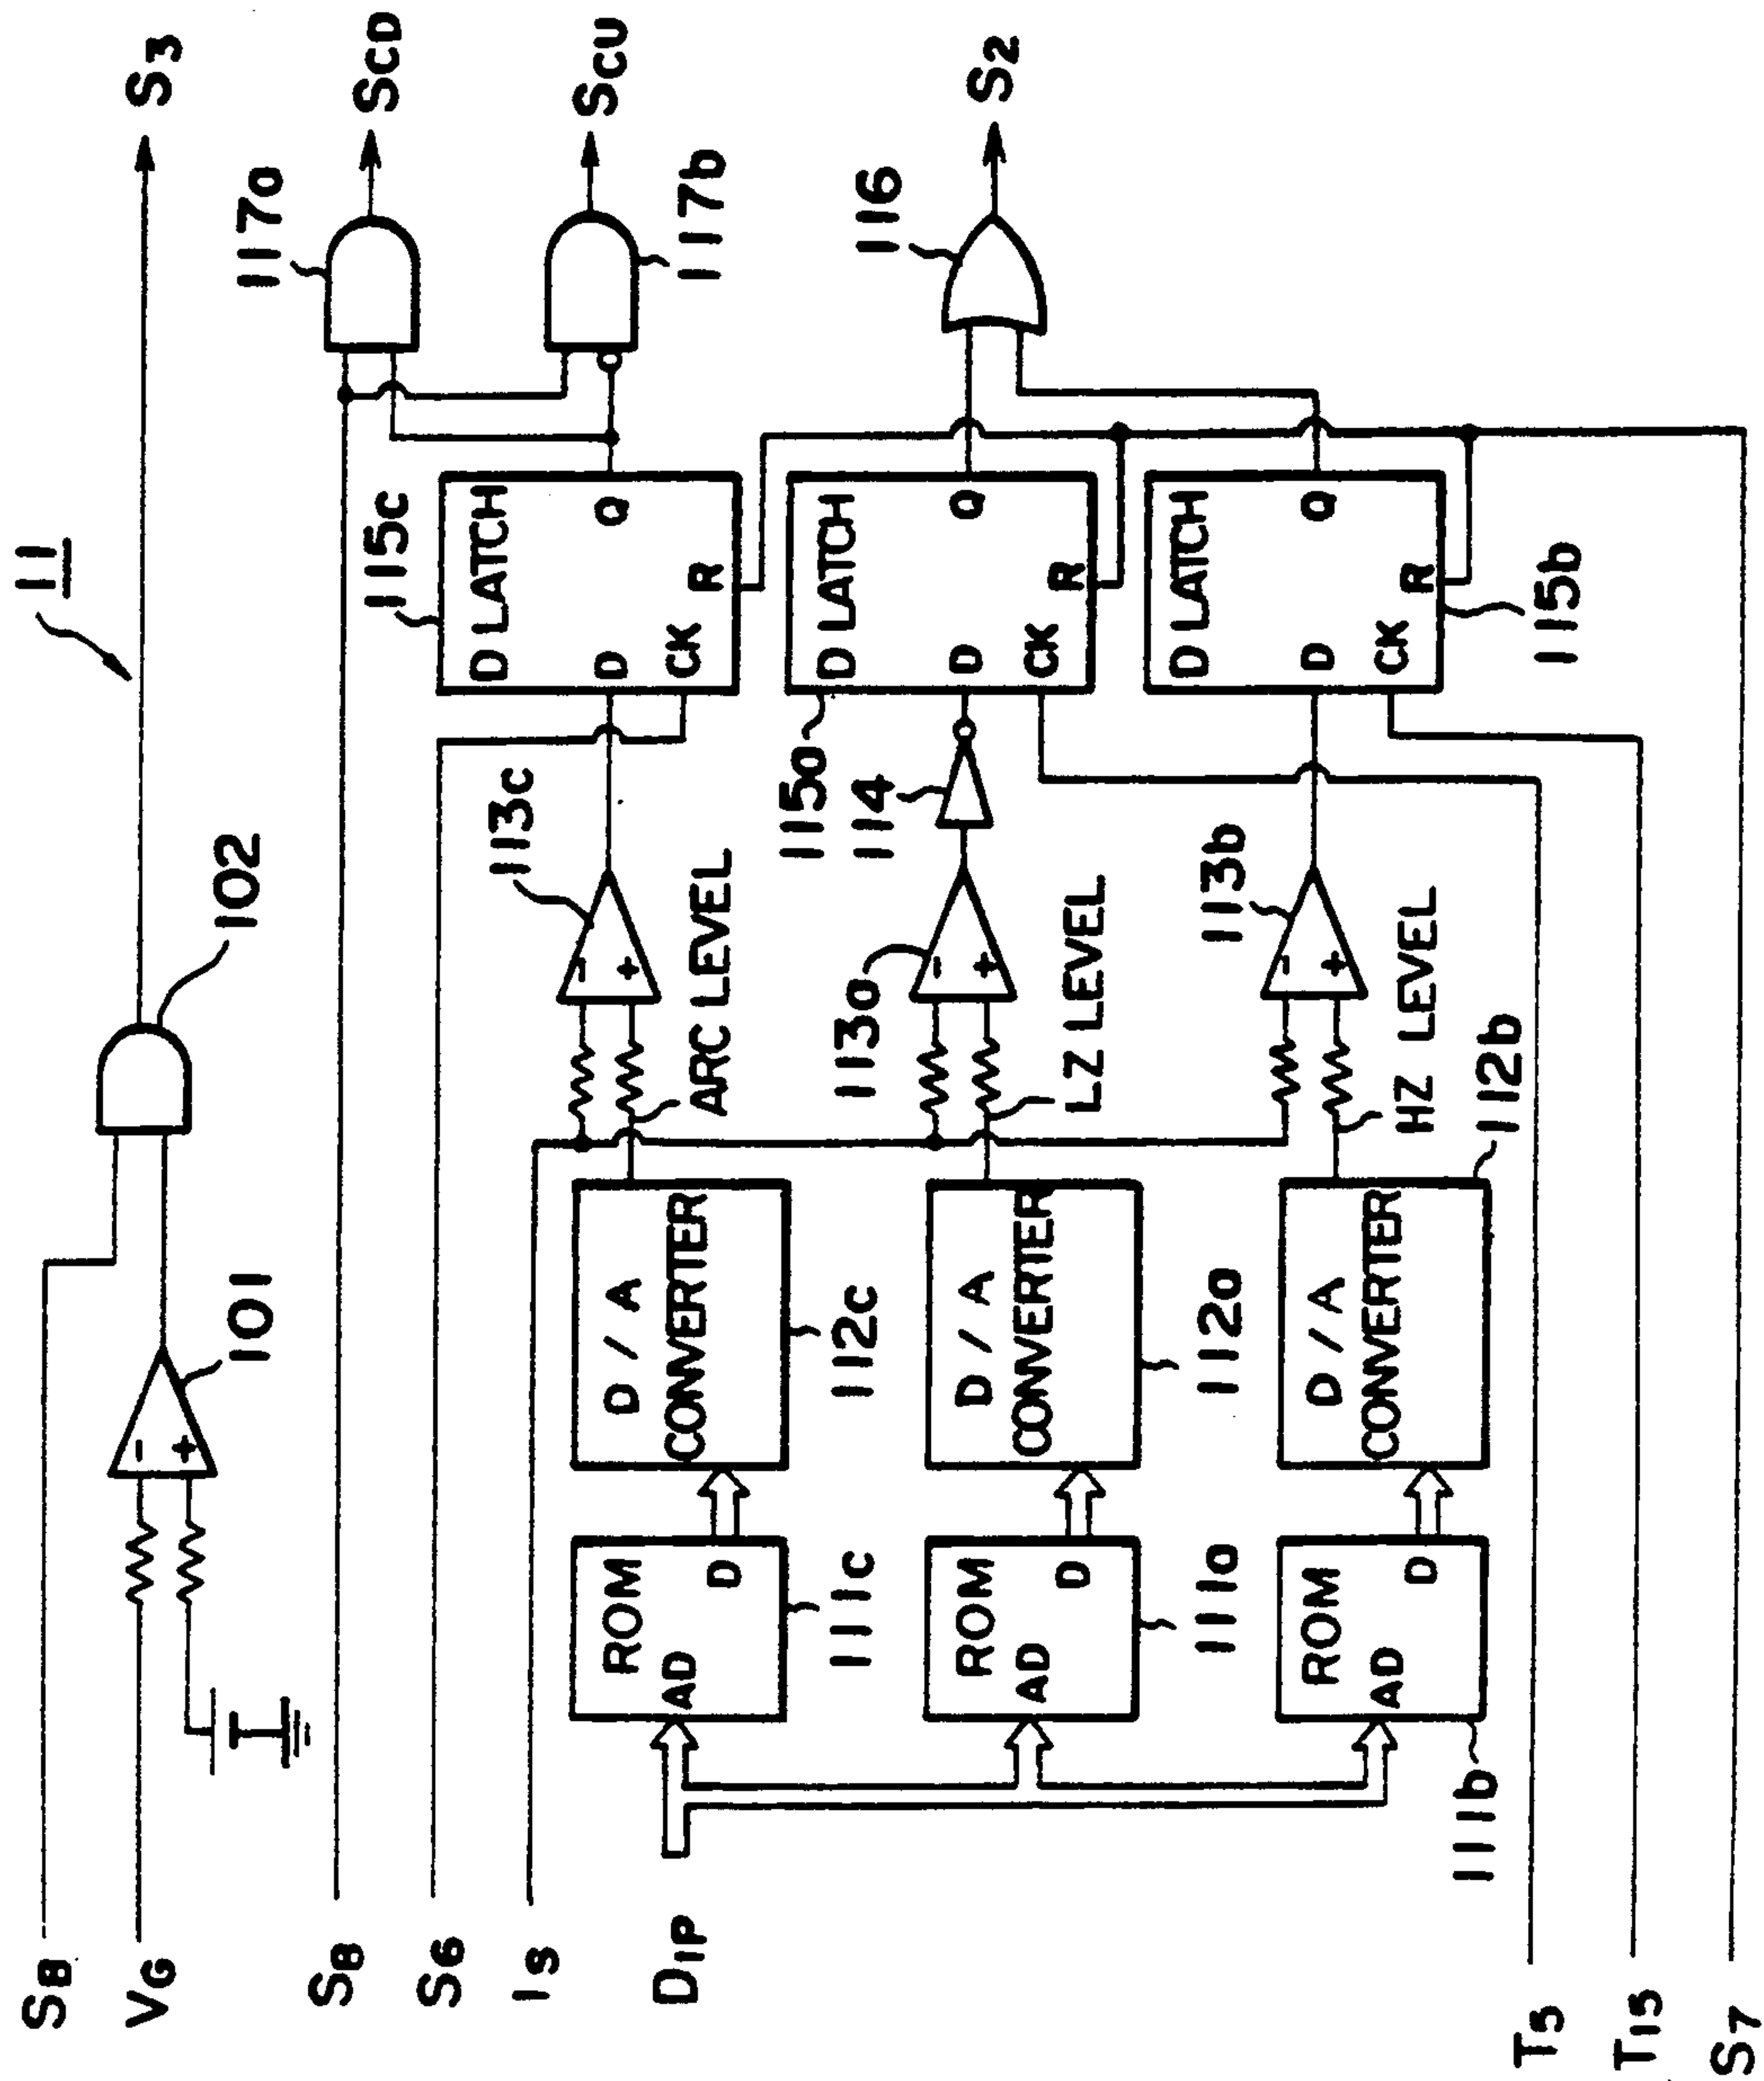 11
S8
VG
101
102
S3
S8
117a
SCD
S6
115c
D LATCH
D
Q
CK
R
117b
SCU
IS
113c
-
+
ARC LEVEL
DIP
ROM
AD
D
111c
D/A
CONVERTER
112c
115a
114
113a
-
+
LZ LEVEL
D LATCH
D
Q
CK
R
116
S2
ROM
AD
D
111a
D/A
CONVERTER
112a
113b
-
+
HZ LEVEL
D LATCH
D
Q
CK
R
115b
ROM
AD
D
111b
D/A
CONVERTER
112b
T5
T15
S7